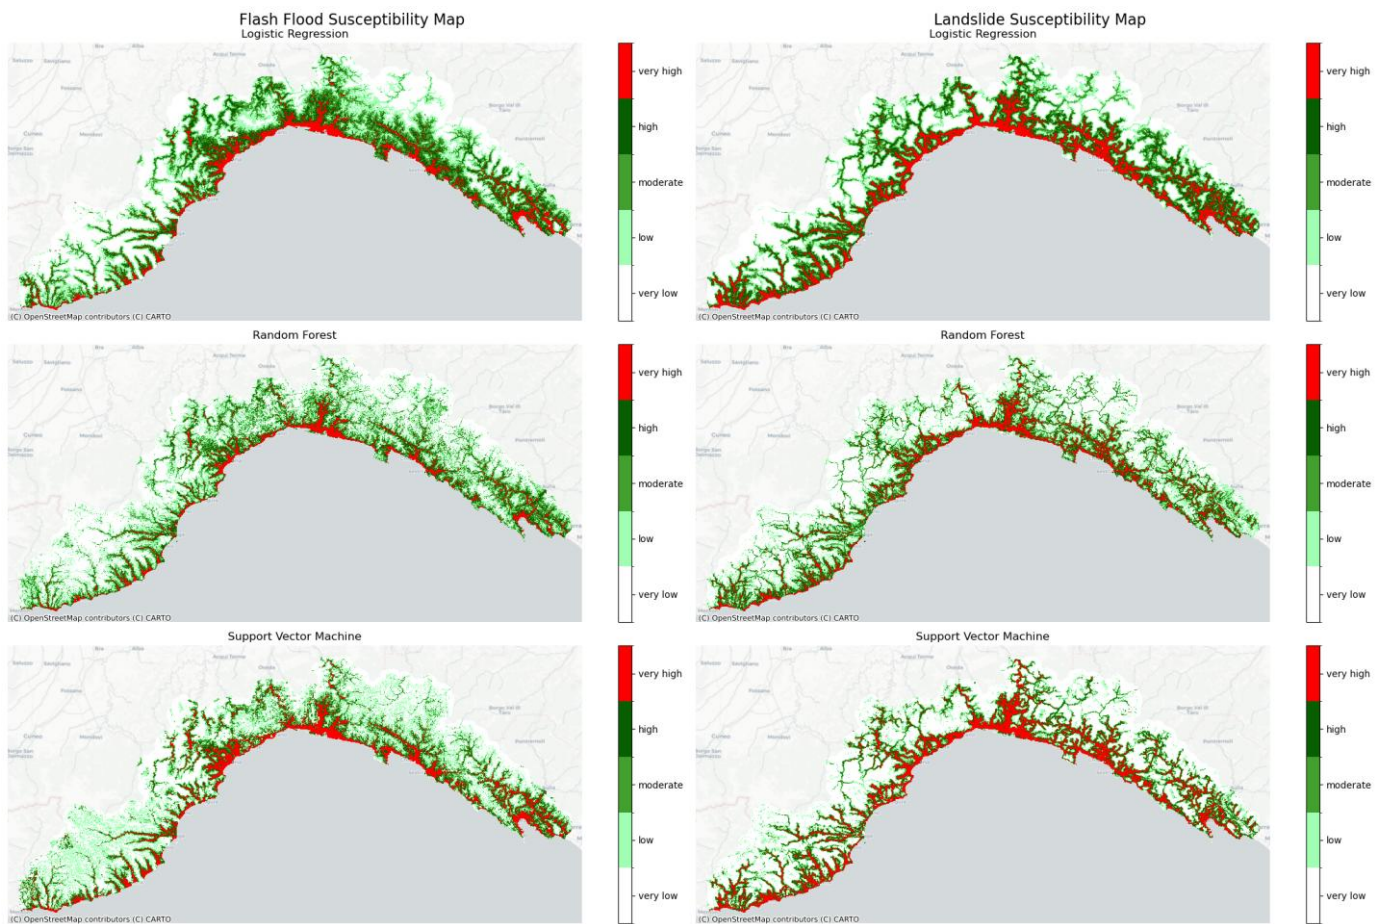 Flash Flood Susceptibility Map
Logistic Regression
very high
high
moderate
low
very low
(C) OpenStreetMap contributors (C) CARTO
Landslide Susceptibility Map
Logistic Regression
very high
high
moderate
low
very low
(C) OpenStreetMap contributors (C) CARTO
Random Forest
very high
high
moderate
low
very low
(C) OpenStreetMap contributors (C) CARTO
Random Forest
very high
high
moderate
low
very low
(C) OpenStreetMap contributors (C) CARTO
Support Vector Machine
very high
high
moderate
low
very low
(C) OpenStreetMap contributors (C) CARTO
Support Vector Machine
very high
high
moderate
low
very low
(C) OpenStreetMap contributors (C) CARTO